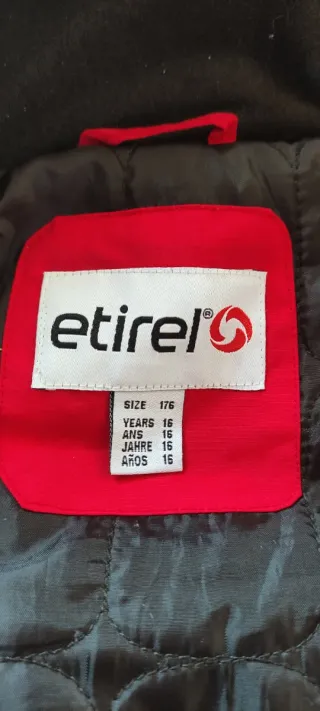 etirel®
SIZE 176
YEARS 16
ANS 16
JAHRE 16
AÑOS 16